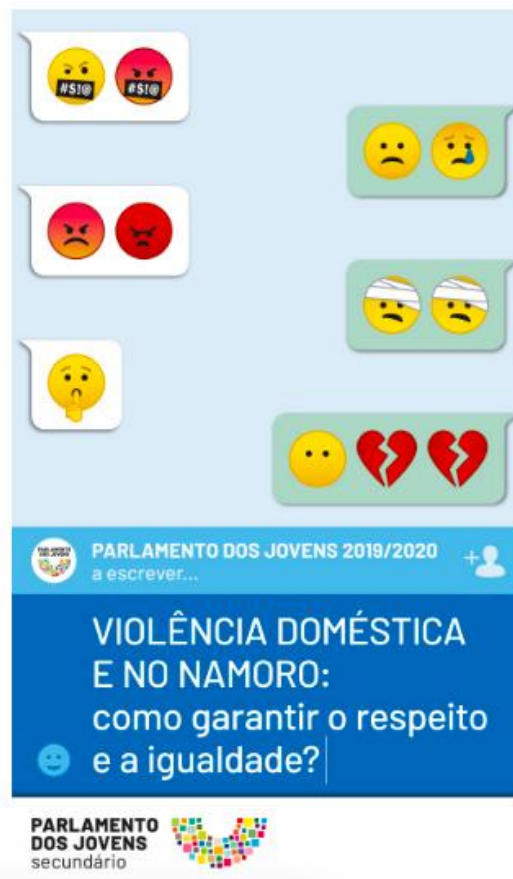 #$!@ #$!@
PARLAMENTO DOS JOVENS 2019/2020
a escrever...
VIOLÊNCIA DOMÉSTICA
E NO NAMORO:
como garantir o respeito
e a igualdade?
PARLAMENTO
DOS JOVENS
secundário